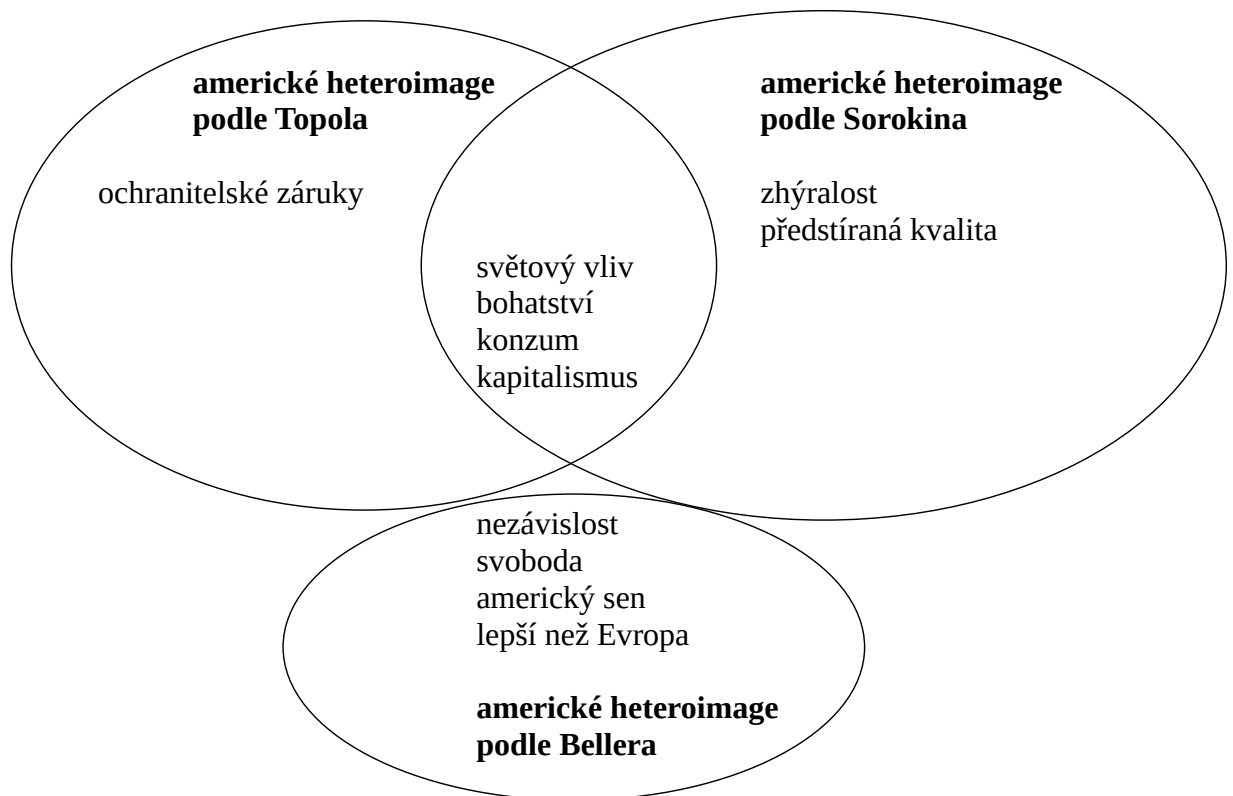 americké heteroimage
podle Topola
ochranitelské záruky
americké heteroimage
podle Sorokina
zhýralost
předstíraná kvalita
světový vliv
bohatství
konzum
kapitalismus
nezávislost
svoboda
americký sen
lepší než Evropa
americké heteroimage
podle Bellera